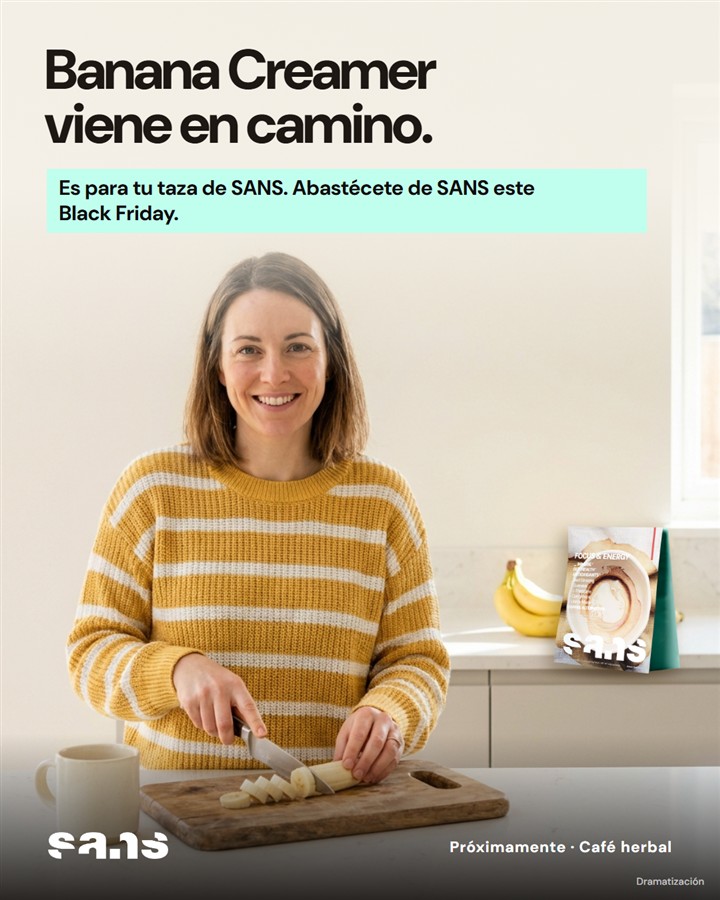 Banana Creamer
viene en camino.
Es para tu taza de SANS. Abastécete de SANS este
Black Friday.
FOCUS & ENERGY
sans
sans
Próximamente · Café herbal
Dramatización